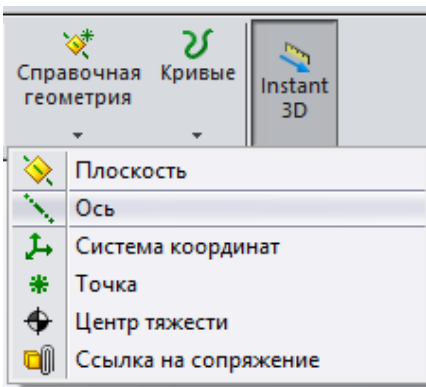 Справочная геометрия
Кривые
Instant 3D
Плоскость
Ось
Система координат
Точка
Центр тяжести
Ссылка на сопряжение